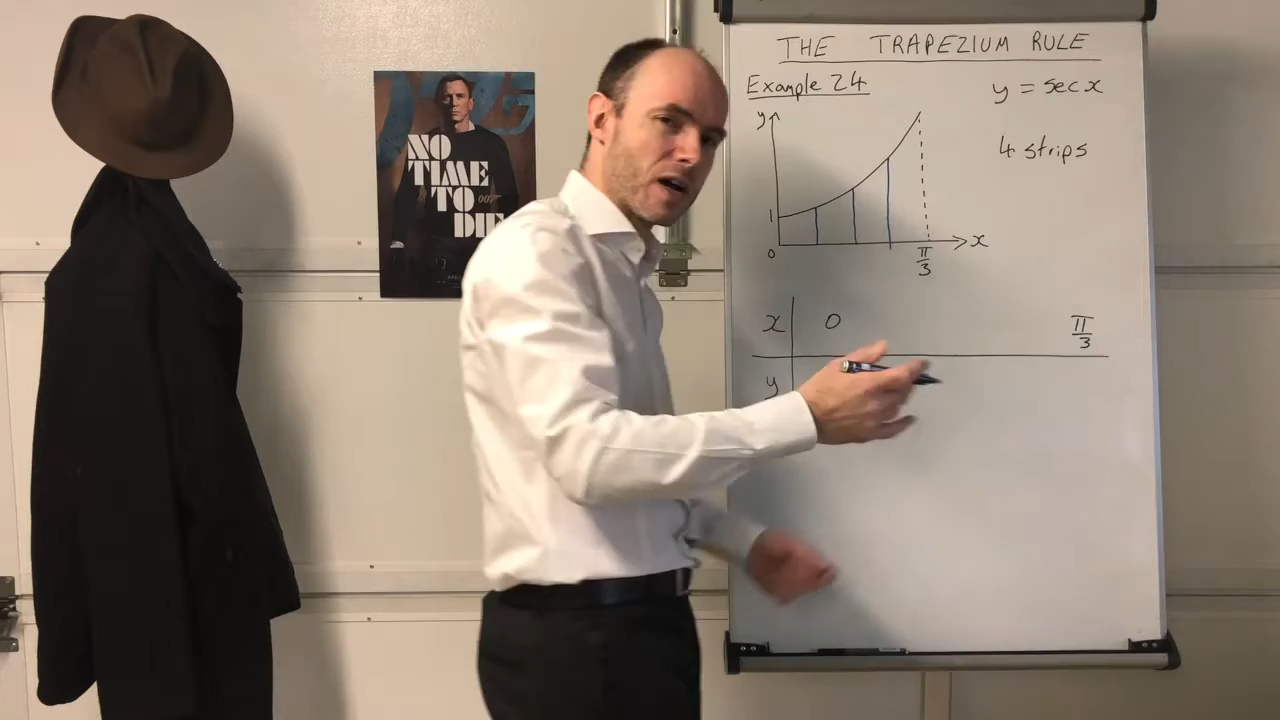 THE TRAPEZIUM RULE
Example 24
y = sec x
4 strips
y
1
0
x
π/3
x 0 π/3
y
NO
TIME
TO 007
DIE